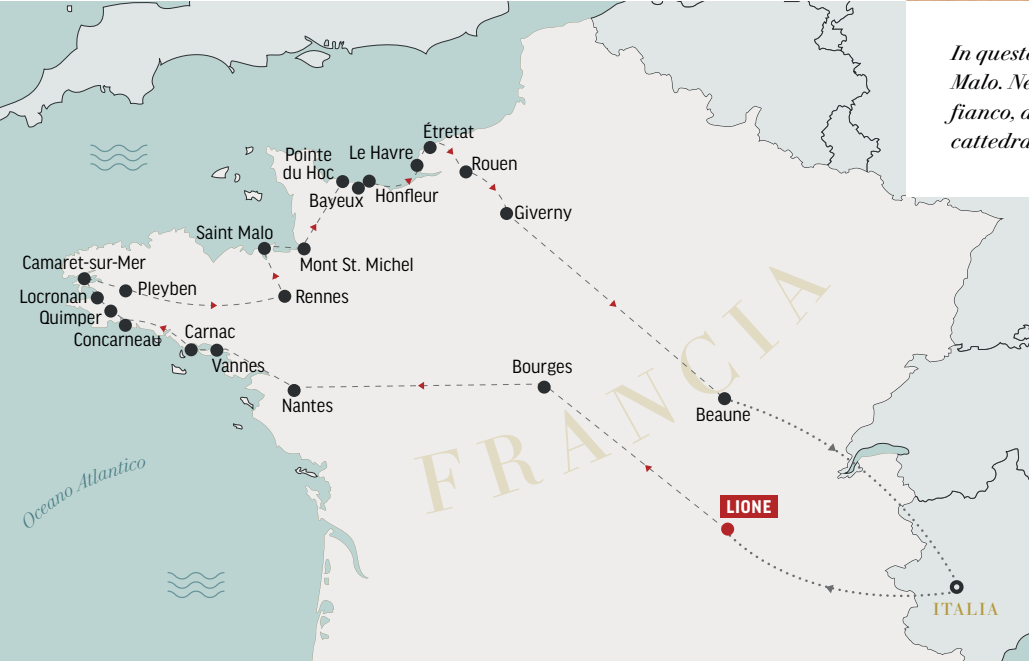 In questo
Malo. Ne
fianco, a
cattedra
Étretat
Le Havre
Pointe
du Hoc
Rouen
Bayeux
Honfleur
Giverny
Saint Malo
Mont St. Michel
Camaret-sur-Mer
Pleyben
Rennes
Locronan
Quimper
Concarneau
Carnac
Vannes
Nantes
Bourges
Beaune
FRANCIA
Oceano Atlantico
LIONE
ITALIA